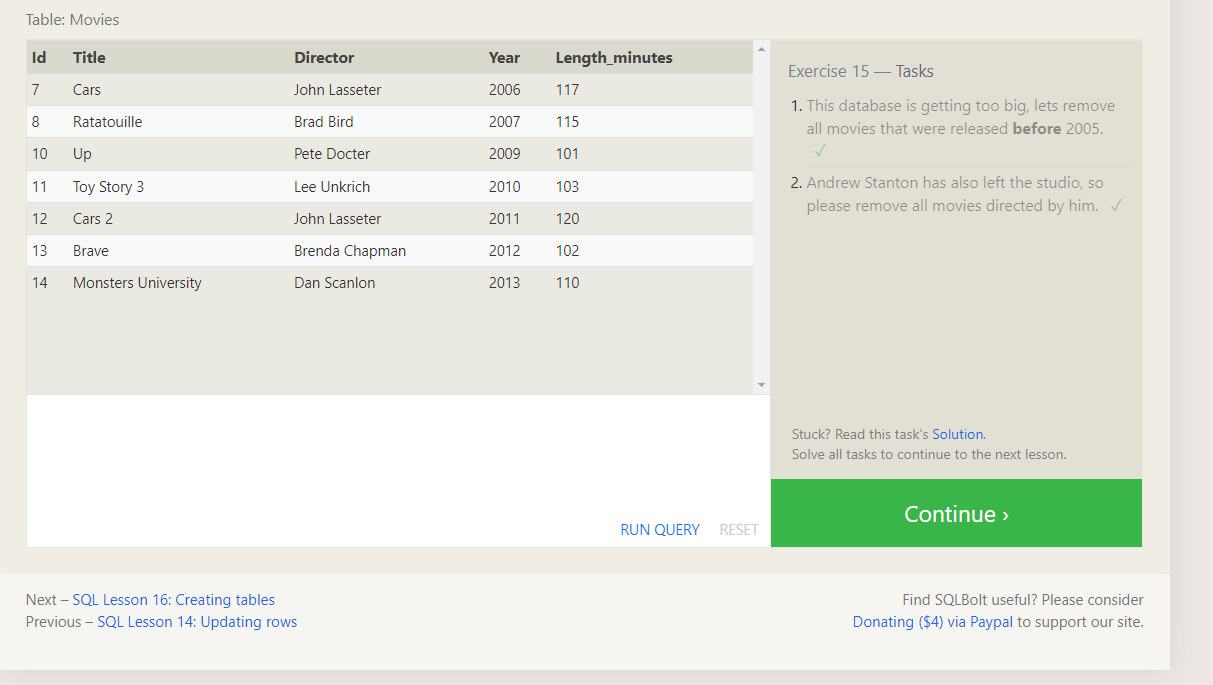 Table: Movies
Id Title Director Year Length_minutes
7 Cars John Lasseter 2006 117
8 Ratatouille Brad Bird 2007 115
10 Up Pete Docter 2009 101
11 Toy Story 3 Lee Unkrich 2010 103
12 Cars 2 John Lasseter 2011 120
13 Brave Brenda Chapman 2012 102
14 Monsters University Dan Scanlon 2013 110
RUN QUERY RESET
Exercise 15 — Tasks
1. This database is getting too big, lets remove
all movies that were released before 2005.
✓
2. Andrew Stanton has also left the studio, so
please remove all movies directed by him. ✓
Stuck? Read this task's Solution.
Solve all tasks to continue to the next lesson.
Continue ›
Next – SQL Lesson 16: Creating tables
Previous – SQL Lesson 14: Updating rows
Find SQLBolt useful? Please consider
Donating ($4) via Paypal to support our site.